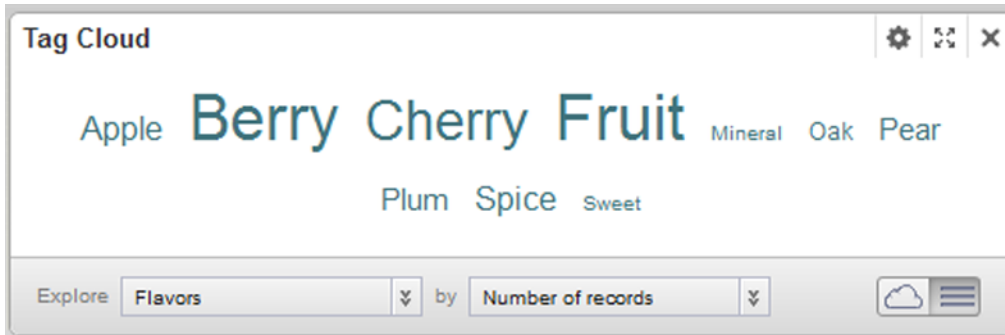 Tag Cloud
Apple Berry Cherry Fruit Mineral Oak Pear
Plum Spice Sweet
Explore Flavors by Number of records